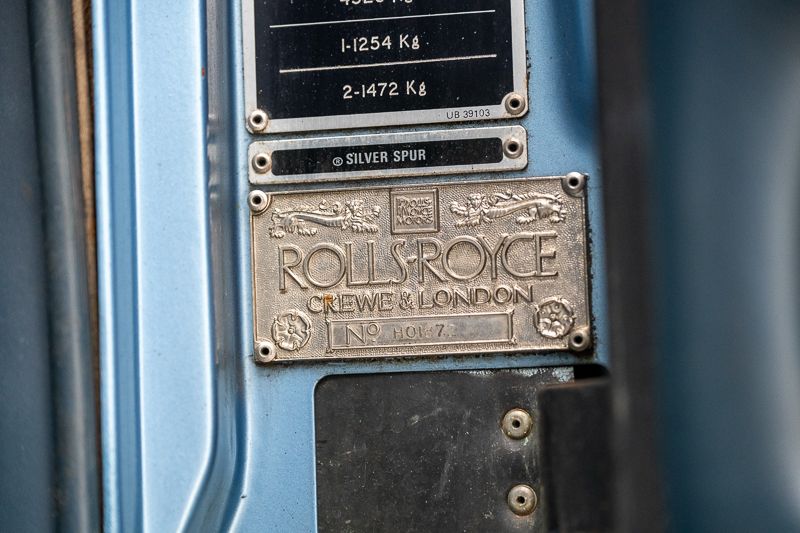 1-1254 Kg
2-1472 Kg
UB 39103
® SILVER SPUR
ROLLS-ROYCE
CREWE & LONDON
Nº